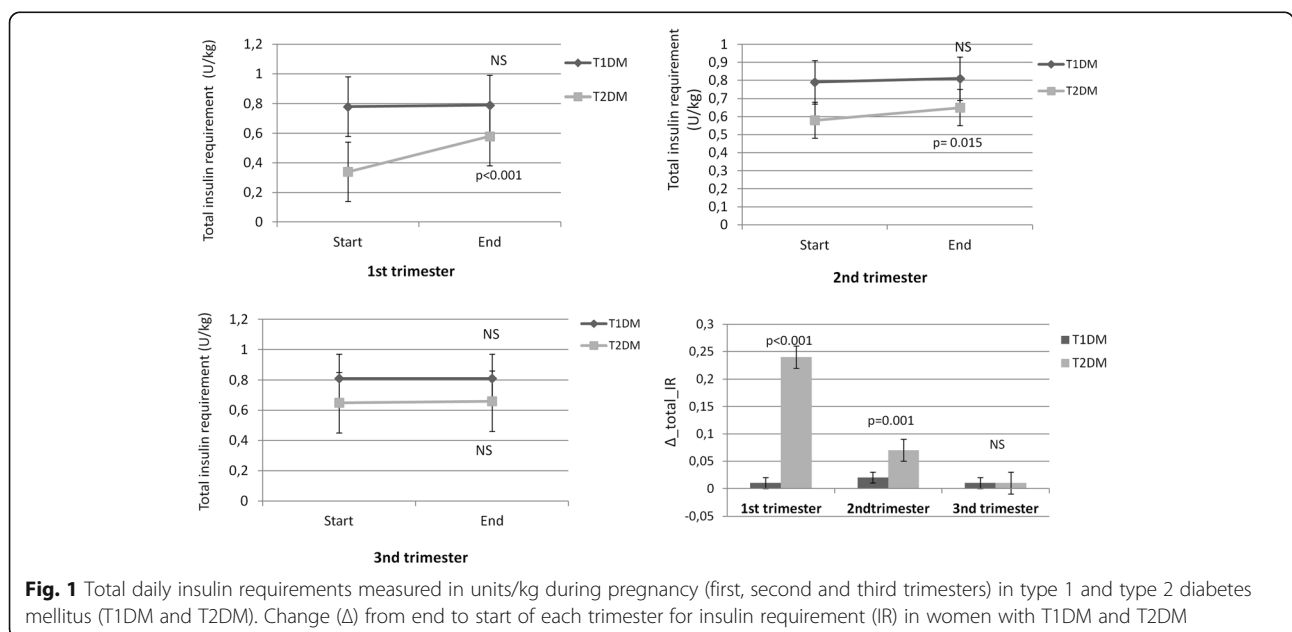 Total insulin requirement (U/kg)
1,2
1
0,8
0,6
0,4
0,2
0
NS
p<0.001
Start
End
1st trimester
T1DM
T2DM
Total insulin requirement
(U/kg)
1
0,9
0,8
0,7
0,6
0,5
0,4
0,3
0,2
0,1
0
NS
p= 0.015
Start
End
2nd trimester
T1DM
T2DM
Total insulin requirement (U/kg)
1,2
1
0,8
0,6
0,4
0,2
0
NS
NS
Start
End
3nd trimester
T1DM
T2DM
Δ_total_IR
0,3
0,25
0,2
0,15
0,1
0,05
0
-0,05
p<0.001
p=0.001
NS
1st trimester
2ndtrimester
3nd trimester
T1DM
T2DM
Fig. 1 Total daily insulin requirements measured in units/kg during pregnancy (first, second and third trimesters) in type 1 and type 2 diabetes
mellitus (T1DM and T2DM). Change (Δ) from end to start of each trimester for insulin requirement (IR) in women with T1DM and T2DM